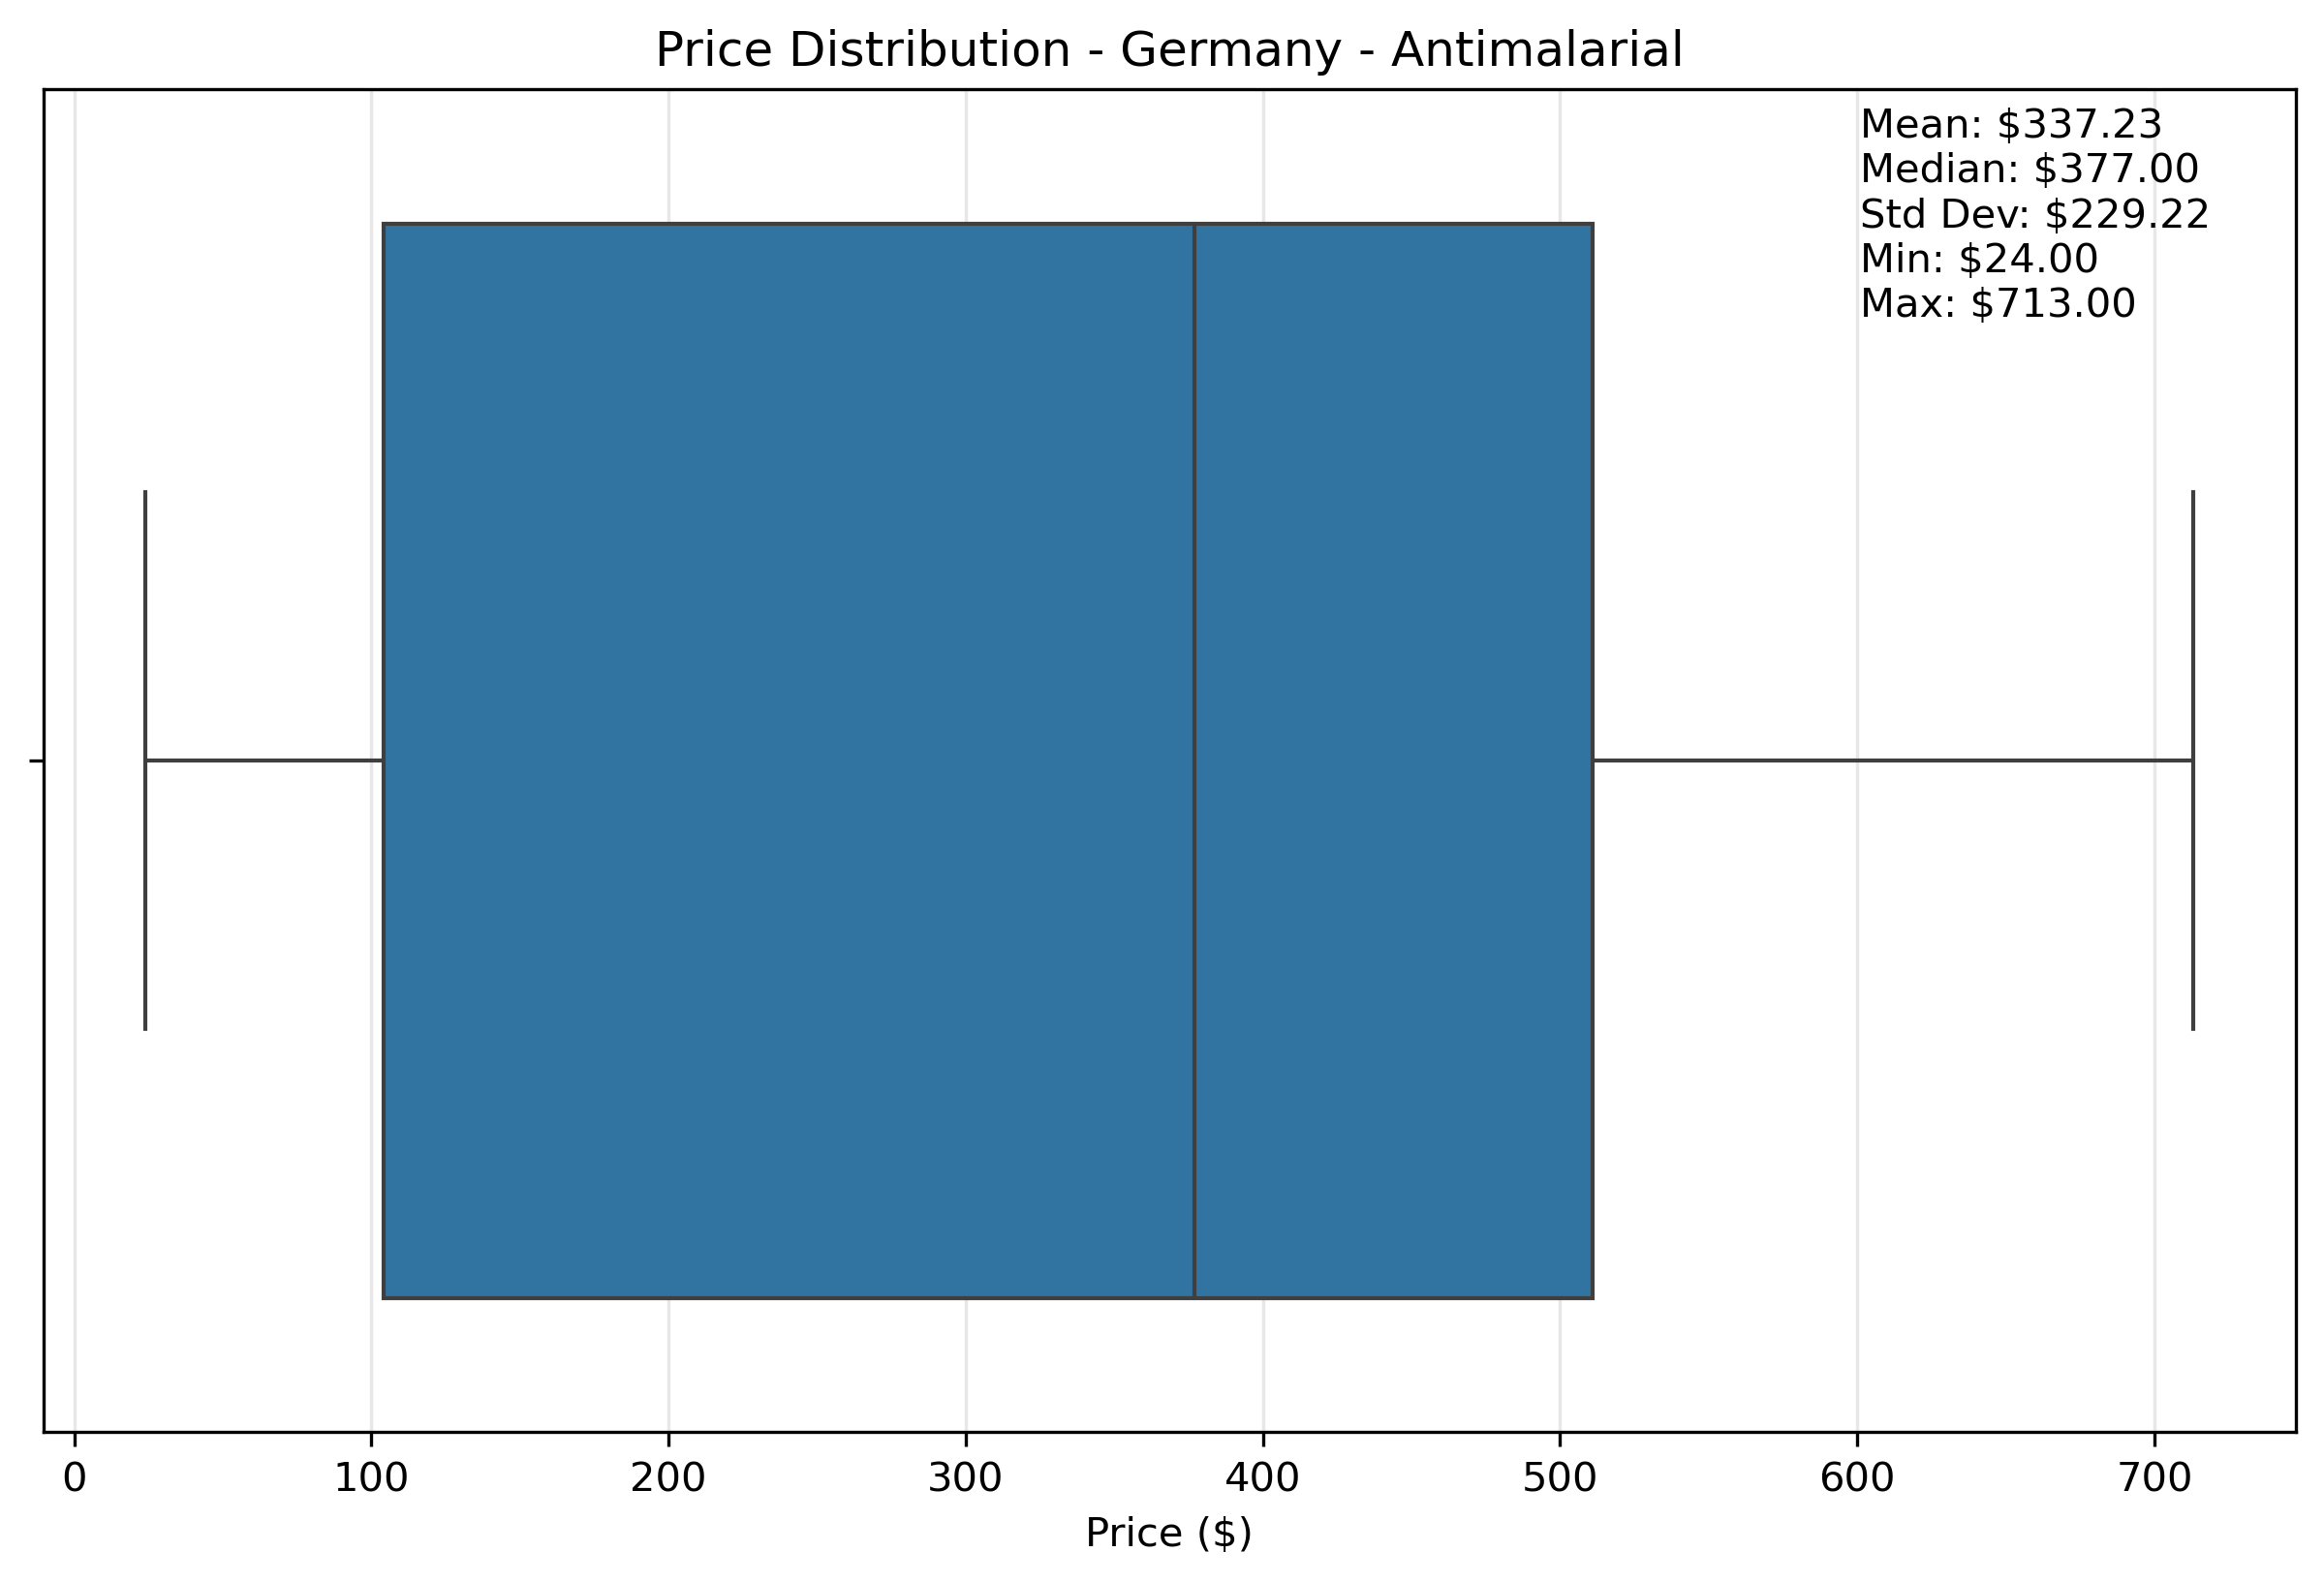 Price Distribution - Germany - Antimalarial
Mean: $337.23
Median: $377.00
Std Dev: $229.22
Min: $24.00
Max: $713.00
0 100 200 300 400 500 600 700
Price ($)